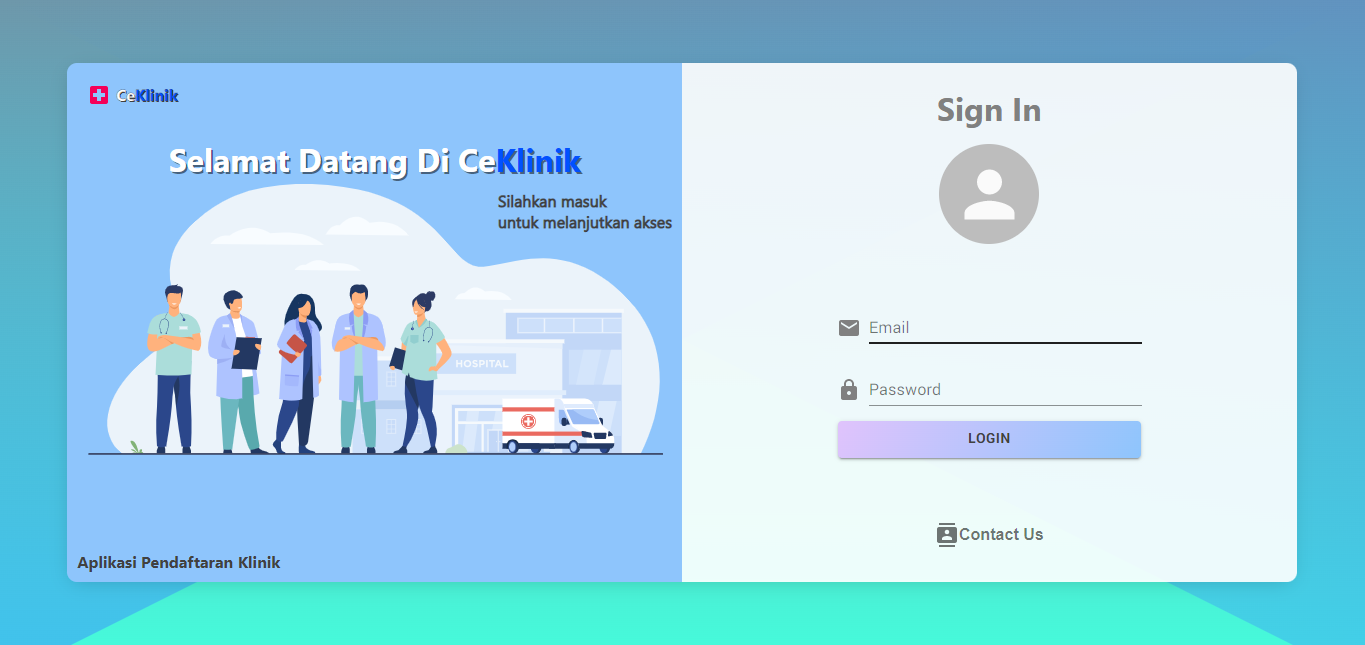 CeKlinik
Selamat Datang Di CeKlinik
Silahkan masuk
untuk melanjutkan akses
HOSPITAL
Aplikasi Pendaftaran Klinik
Sign In
Email
Password
LOGIN
Contact Us